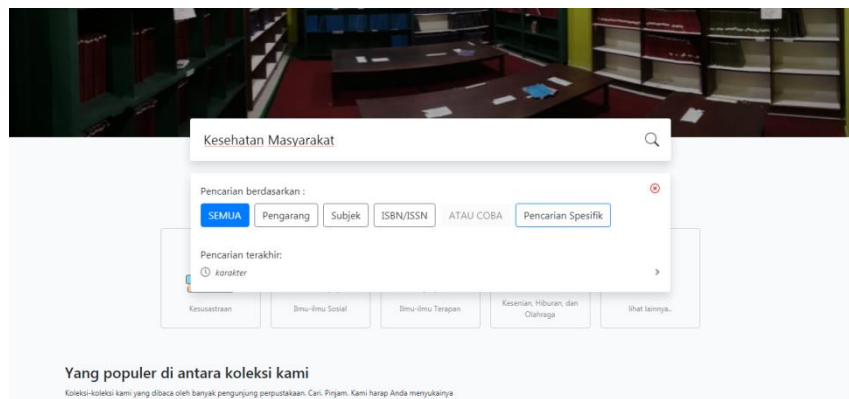 Kesehatan Masyarakat
Pencarian berdasarkan :
SEMUA Pengarang Subjek ISBN/ISSN ATAU COBA Pencarian Spesifik
Pencarian terakhir:
karakter
Kesusastraan Ilmu-ilmu Sosial Ilmu-ilmu Terapan Kesenian, Hiburan, dan Olahraga lihat lainnya..
Yang populer di antara koleksi kami
Koleksi-koleksi kami yang dibaca oleh banyak pengunjung perpustakaan. Cari. Pinjam. Kami harap Anda menyukainya